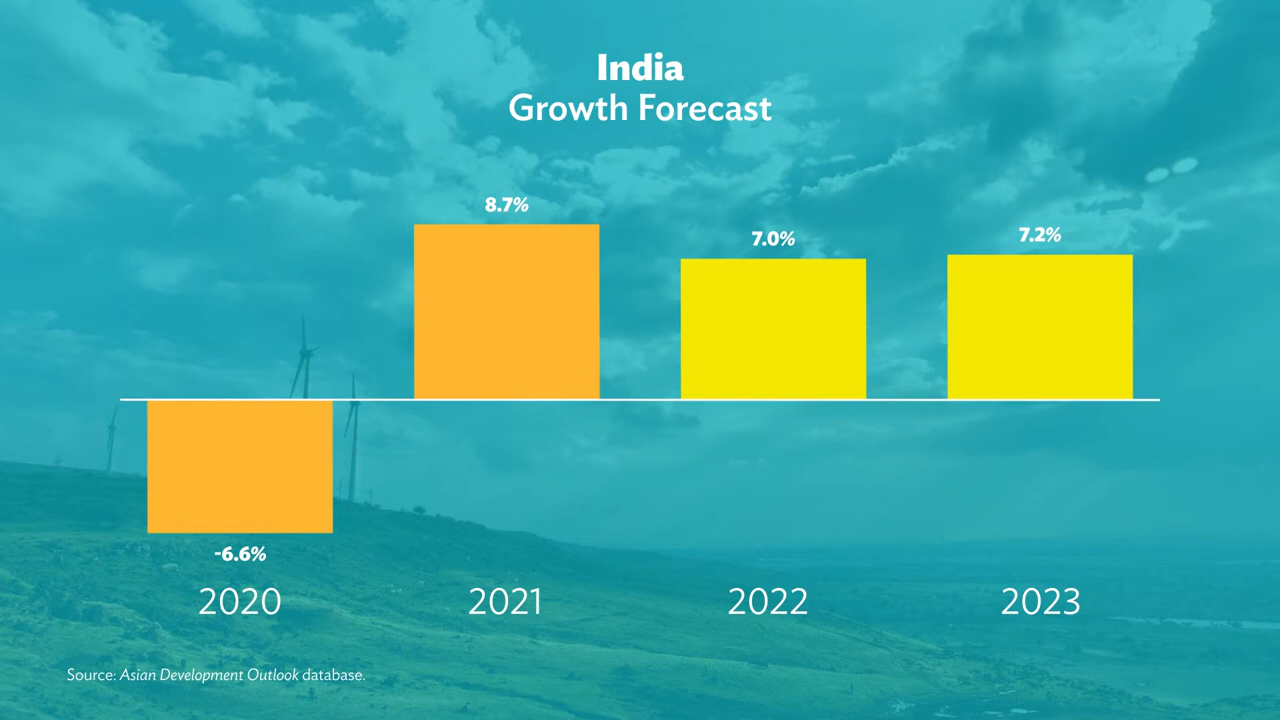 India
Growth Forecast
8.7%
7.0%
7.2%
-6.6%
2020 2021 2022 2023
Source: Asian Development Outlook database.